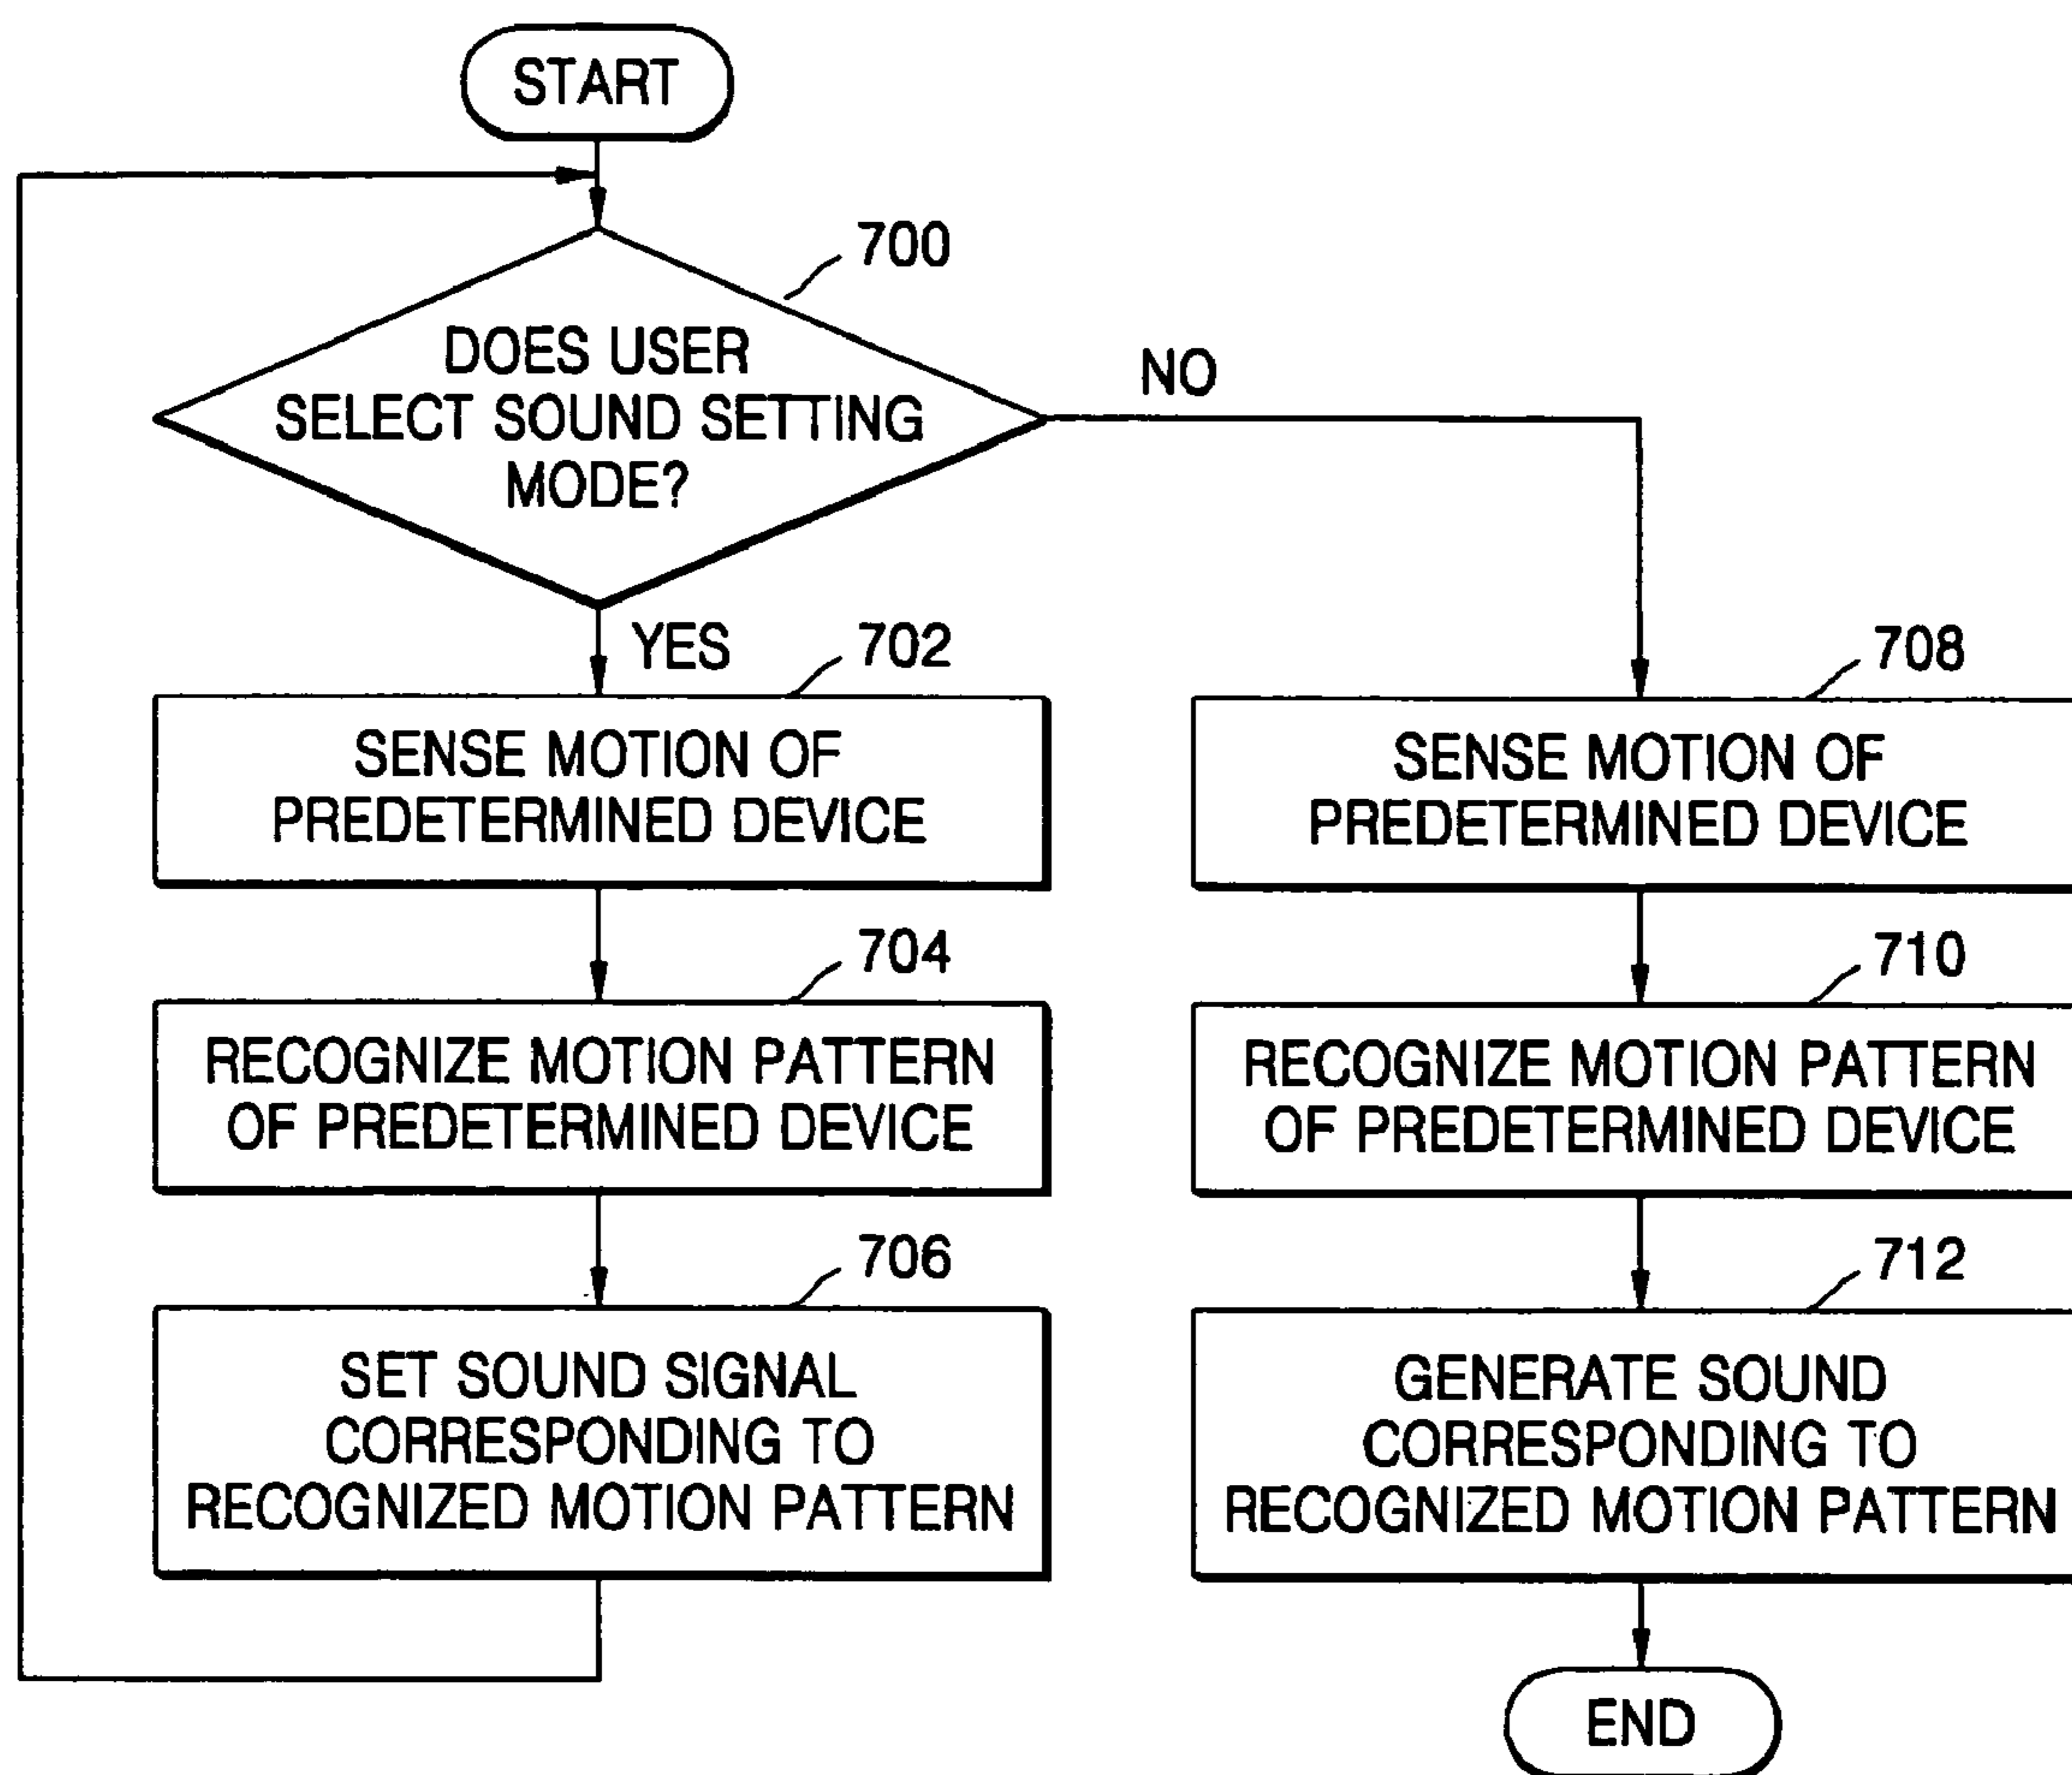 START
700
DOES USER
SELECT SOUND SETTING
MODE?
NO
YES
702
SENSE MOTION OF
PREDETERMINED DEVICE
704
RECOGNIZE MOTION PATTERN
OF PREDETERMINED DEVICE
706
SET SOUND SIGNAL
CORRESPONDING TO
RECOGNIZED MOTION PATTERN
708
SENSE MOTION OF
PREDETERMINED DEVICE
710
RECOGNIZE MOTION PATTERN
OF PREDETERMINED DEVICE
712
GENERATE SOUND
CORRESPONDING TO
RECOGNIZED MOTION PATTERN
END